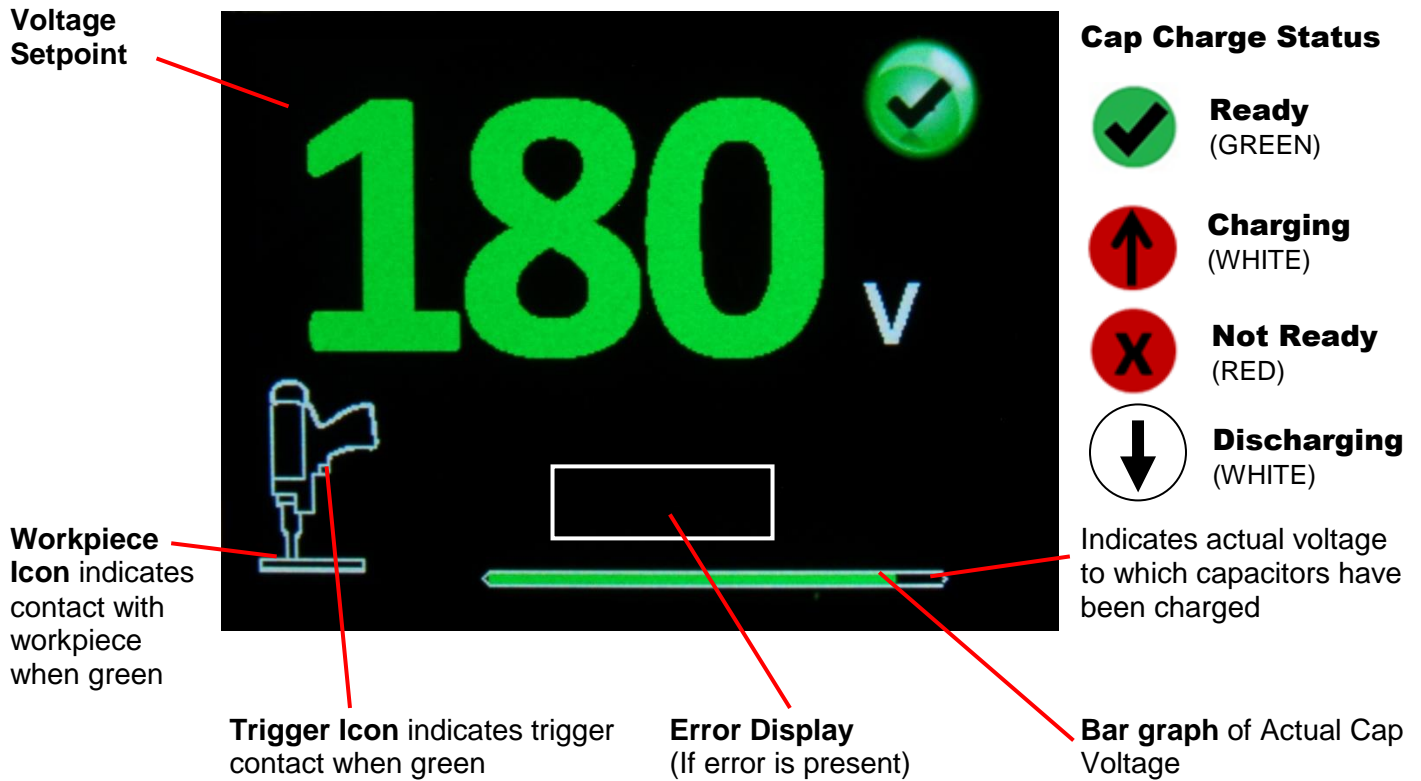 Voltage
Setpoint
180
V
Cap Charge Status
Ready
(GREEN)
Charging
(WHITE)
X
Not Ready
(RED)
Discharging
(WHITE)
Workpiece
Icon indicates
contact with
workpiece
when green
Indicates actual voltage
to which capacitors have
been charged
Trigger Icon indicates trigger
contact when green
Error Display
(If error is present)
Bar graph of Actual Cap
Voltage